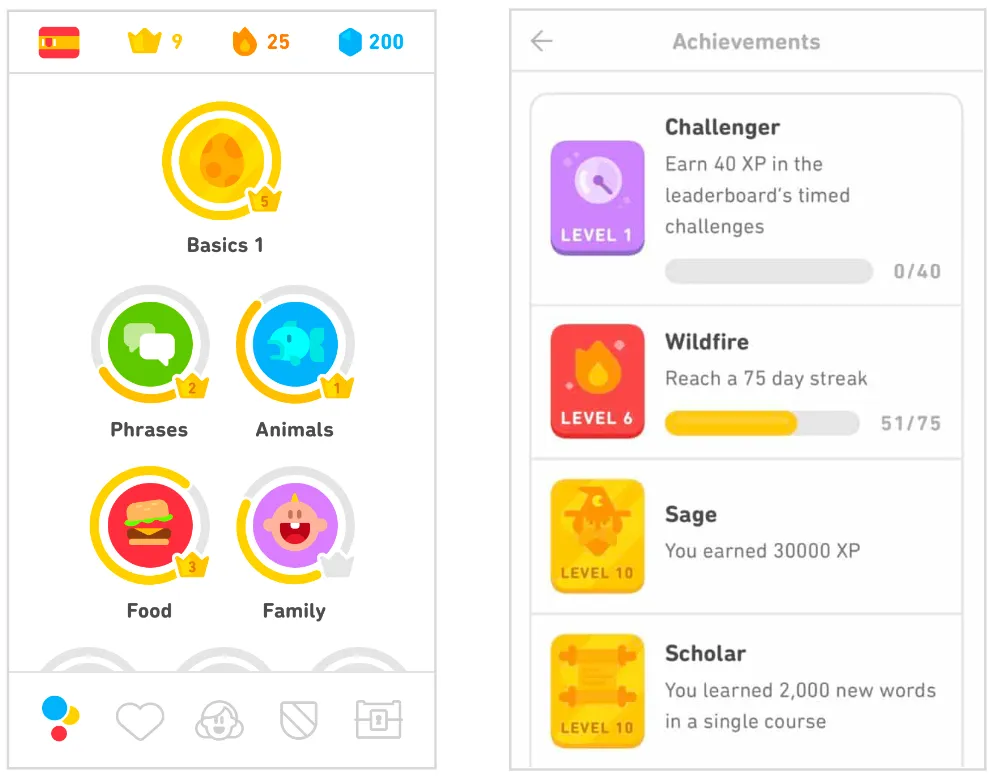 9
25
200
5
Basics 1
2
1
Phrases
Animals
3
Food
Family
Achievements
Challenger
Earn 40 XP in the
leaderboard's timed
challenges
LEVEL 1
0/40
Wildfire
Reach a 75 day streak
LEVEL 6
51/75
Sage
You earned 30000 XP
LEVEL 10
Scholar
You learned 2,000 new words
in a single course
LEVEL 10